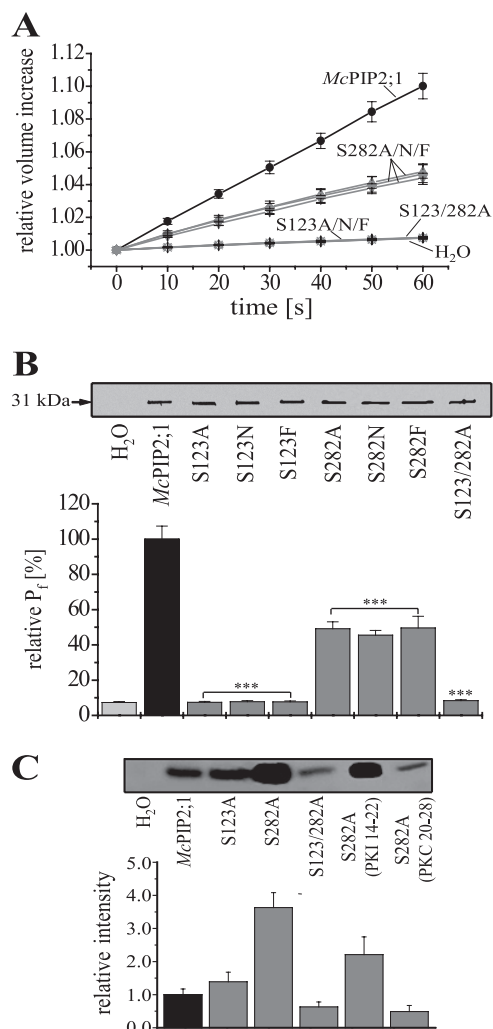 A
relative volume increase
1.12
1.10
1.08
1.06
1.04
1.02
1.00
McPIP2;1
S282A/N/F
S123/282A
S123A/N/F
H₂O
0 10 20 30 40 50 60
time [s]
B
31 kDa
H₂O
McPIP2;1
S123A
S123N
S123F
S282A
S282N
S282F
S123/282A
relative Pf [%]
120
100
80
60
40
20
0
***
***
***
C
H₂O
McPIP2;1
S123A
S282A
S123/282A
S282A
(PKI 14-22)
S282A
(PKC 20-28)
relative intensity
5.0
4.0
3.0
2.0
1.0
0.0